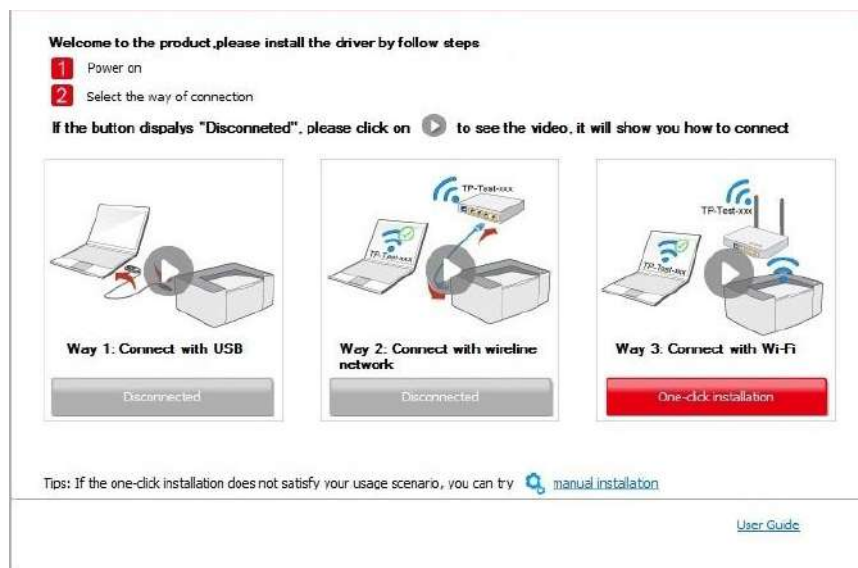 Welcome to the product,please install the driver by follow steps
1 Power on
2 Select the way of connection
If the button dispalys "Disconneted", please click on to see the video, it will show you how to connect
TP-Test-xxx
TP-Test-xxx
TP-Test-xxx
TP-Test-xxx
Way 1: Connect with USB
Way 2: Connect with wireline
network
Way 3: Connect with Wi-Fi
Disconnected
Disconnected
One-click installation
Tips: If the one-click installation does not satisfy your usage scenario, you can try manual installation
User Guide